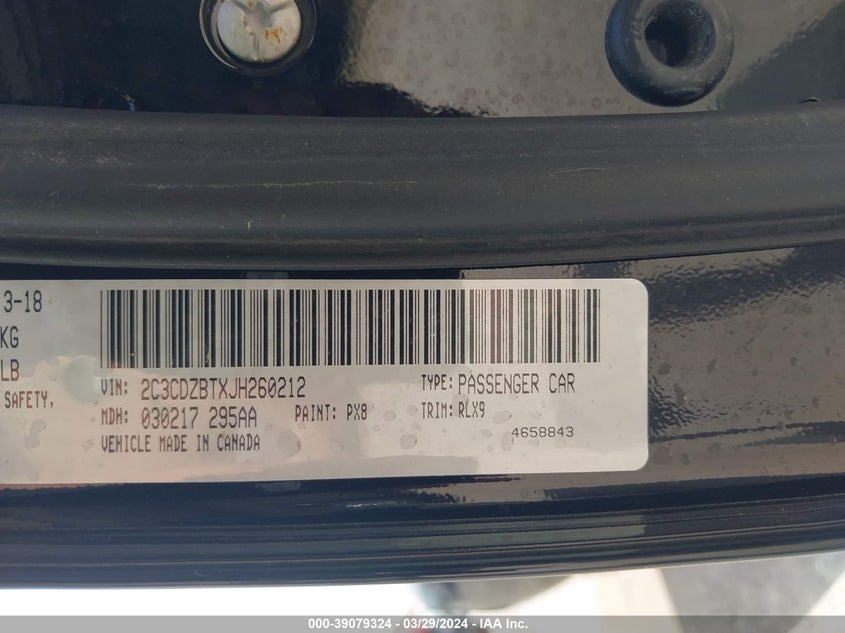 3-18
KG
LB
SAFETY,
VIN: 2C3CDZBTXJH260212
TYPE: PASSENGER CAR
MDH: 030217 295AA
PAINT: PX8
TRIM: RLX9
VEHICLE MADE IN CANADA
4658843
000-39079324 - 03/29/2024 - IAA Inc.